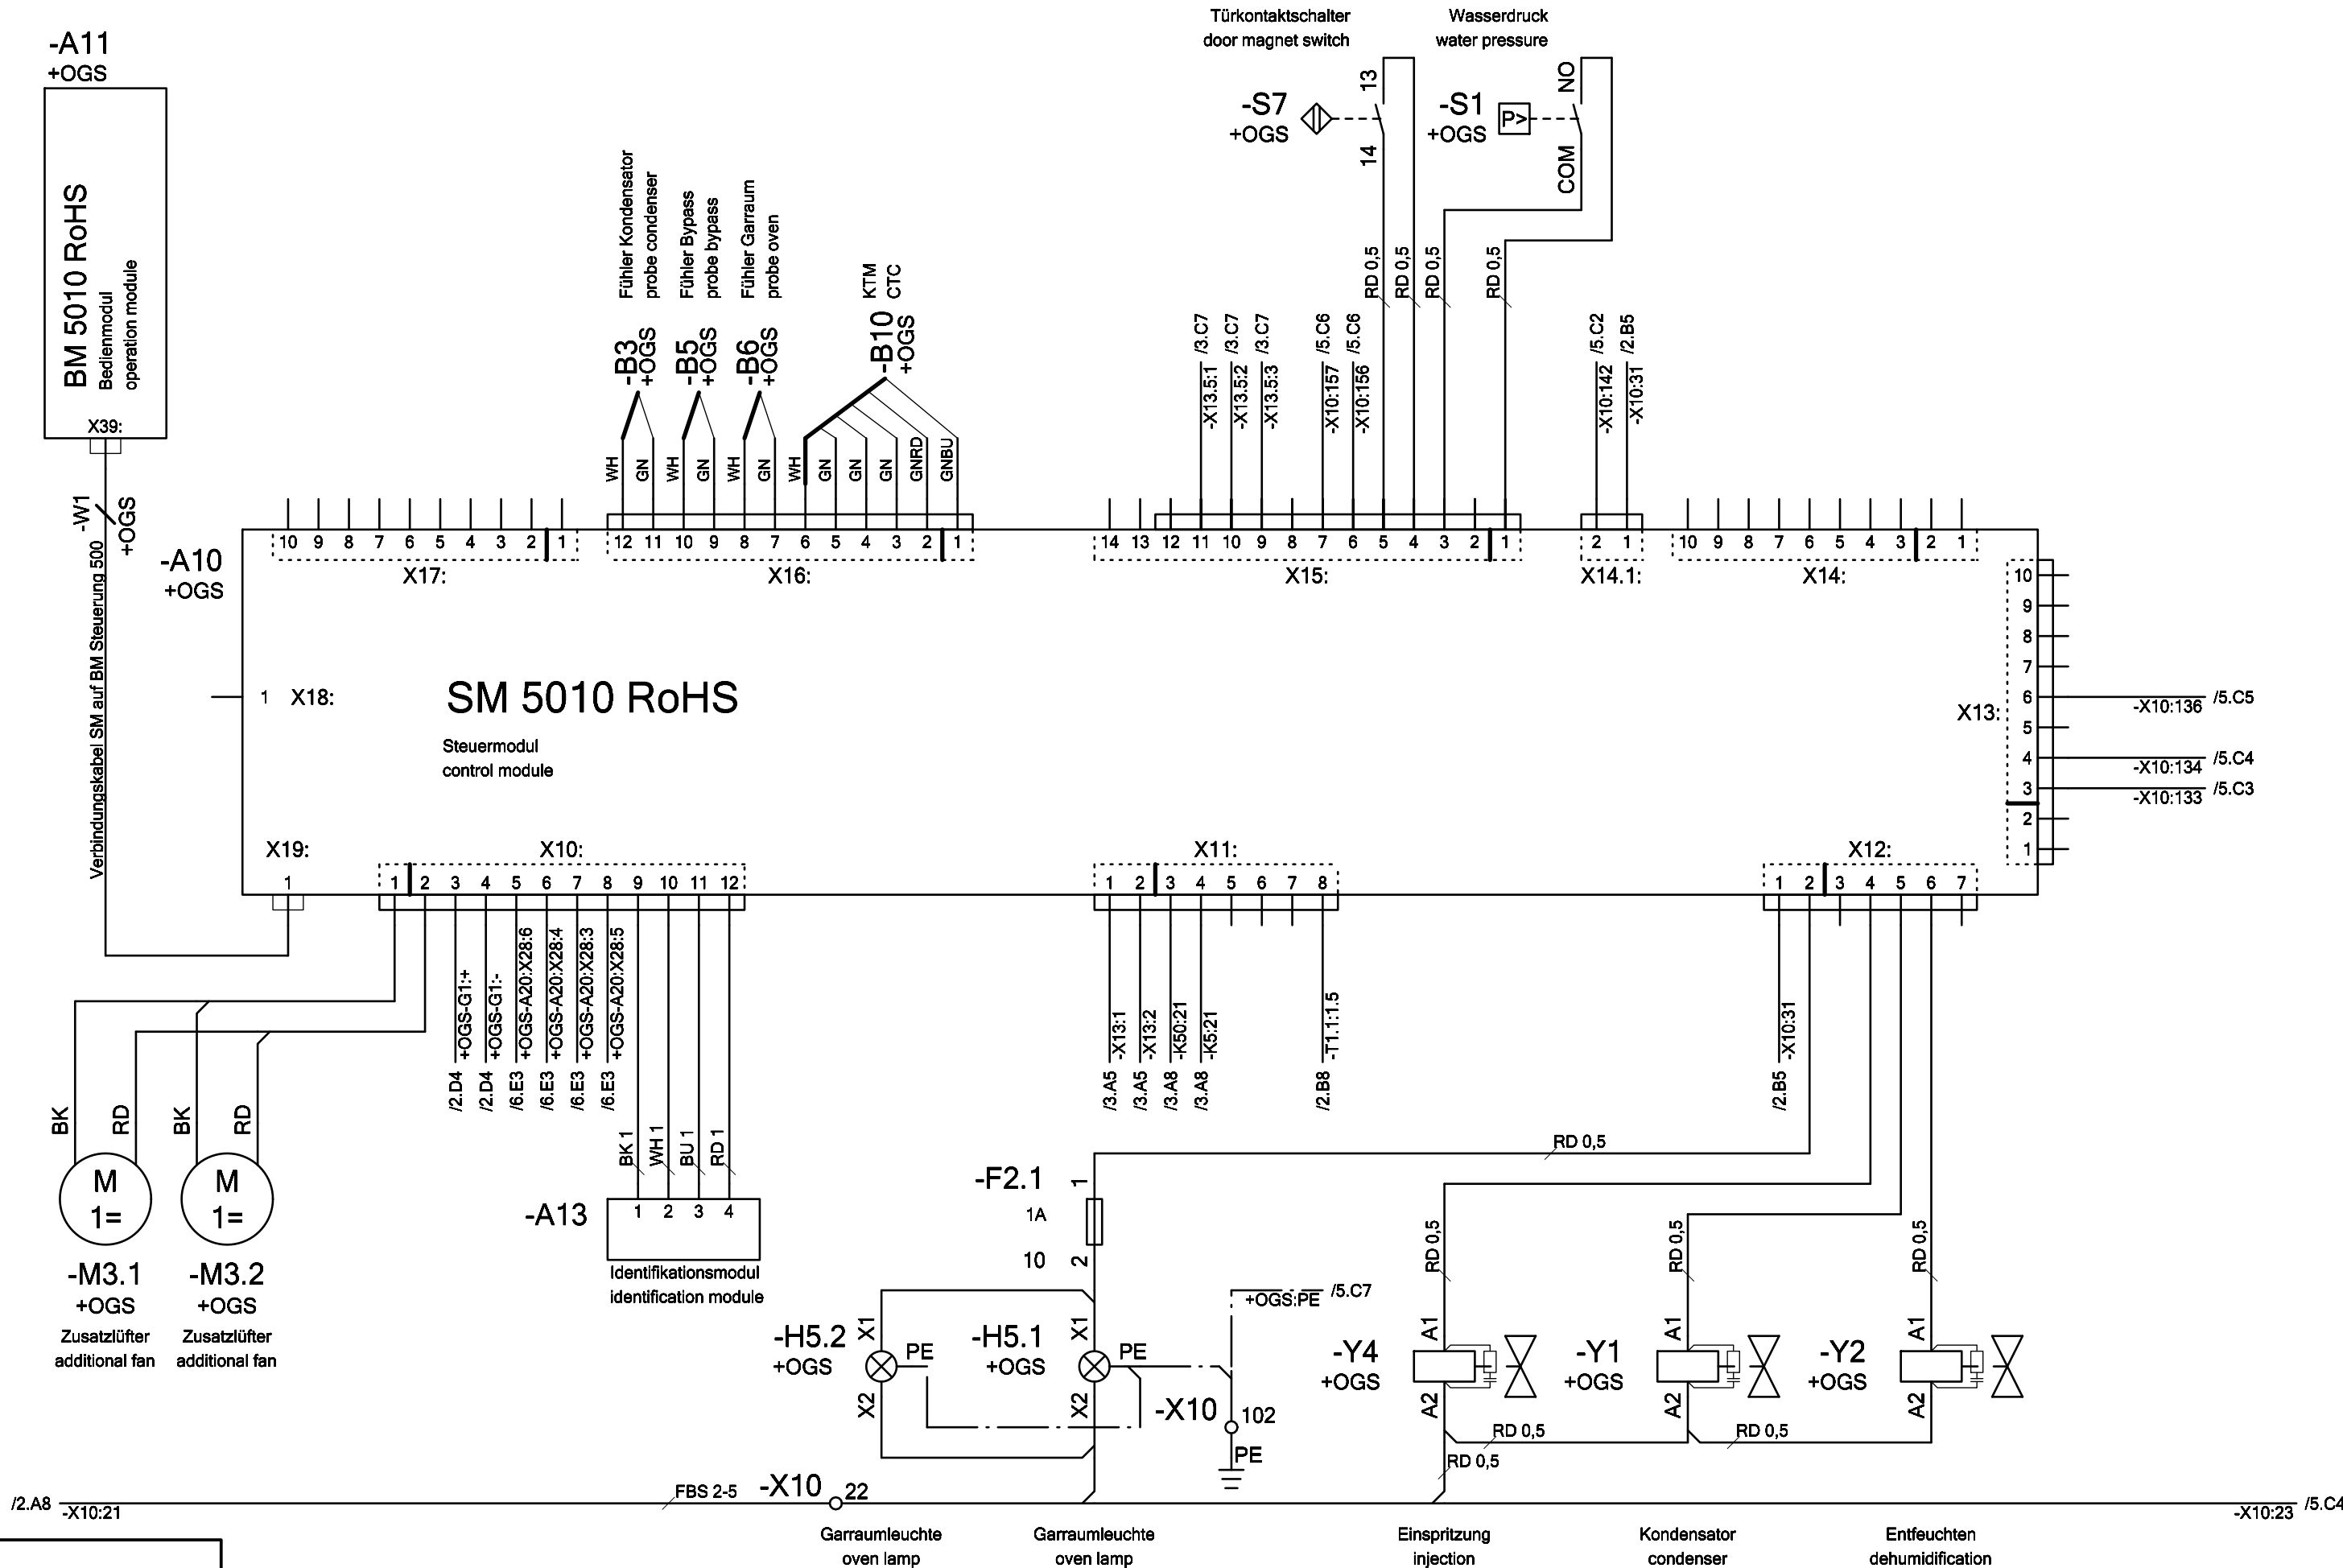 -A11
+OGS
BM 5010 RoHS
Bedienmodul
operation module
X39:
-W1
+OGS
Verbindungskabel SM auf BM Steuerung 500
Türkontaktschalter
door magnet switch
-S7
+OGS
13
14
Wasserdruck
water pressure
-S1
+OGS
P>
NO
COM
RD 0,5
RD 0,5
RD 0,5
RD 0,5
Fühler Kondensator
probe condenser
-B3
+OGS
Fühler Bypass
probe bypass
-B5
+OGS
Fühler Garraum
probe oven
-B6
+OGS
KTM
CTC
-B10
+OGS
WH
GN
WH
GN
WH
GN
WH
GN
GN
GN
GNRD
GNBU
-X13.5:1 /3.C7
-X13.5:2 /3.C7
-X13.5:3 /3.C7
-X10:157 /5.C6
-X10:156 /5.C6
-X10:142 /5.C2
-X10:31 /2.B5
-A10
+OGS
10 9 8 7 6 5 4 3 2 1
X17:
12 11 10 9 8 7 6 5 4 3 2 1
X16:
14 13 12 11 10 9 8 7 6 5 4 3 2 1
X15:
2 1
X14.1:
10 9 8 7 6 5 4 3 2 1
X14:
10
9
8
7
6
5
4
3
2
1
X13:
-X10:136 /5.C5
-X10:134 /5.C4
-X10:133 /5.C3
1 X18:
SM 5010 RoHS
Steuermodul
control module
X19:
1
X10:
1 2 3 4 5 6 7 8 9 10 11 12
X11:
1 2 3 4 5 6 7 8
X12:
1 2 3 4 5 6 7
/2.D4 +OGS-G1:+
/2.D4 +OGS-G1:-
/6.E3 +OGS-A20:X28:6
/6.E3 +OGS-A20:X28:4
/6.E3 +OGS-A20:X28:3
/6.E3 +OGS-A20:X28:5
BK 1
WH 1
BU 1
RD 1
-A13
1 2 3 4
Identifikationsmodul
identification module
/3.A5 -X13:1
/3.A5 -X13:2
/3.A8 -K50:21
/3.A8 -K5:21
/2.B8 -T1.1:1.5
/2.B5 -X10:31
BK
RD
BK
RD
M
1=
M
1=
-M3.1
+OGS
Zusatzlüfter
additional fan
-M3.2
+OGS
Zusatzlüfter
additional fan
RD 0,5
-F2.1
1A
10
1
2
-H5.2
+OGS
X1
X2
PE
-H5.1
+OGS
X1
X2
PE
+OGS:PE /5.C7
-X10
102
PE
RD 0,5
RD 0,5
RD 0,5
-Y4
+OGS
A1
A2
-Y1
+OGS
A1
A2
-Y2
+OGS
A1
A2
RD 0,5
RD 0,5
RD 0,5
/2.A8 -X10:21
FBS 2-5
-X10
22
-X10:23 /5.C4
Garraumleuchte
oven lamp
Garraumleuchte
oven lamp
Einspritzung
injection
Kondensator
condenser
Entfeuchten
dehumidification